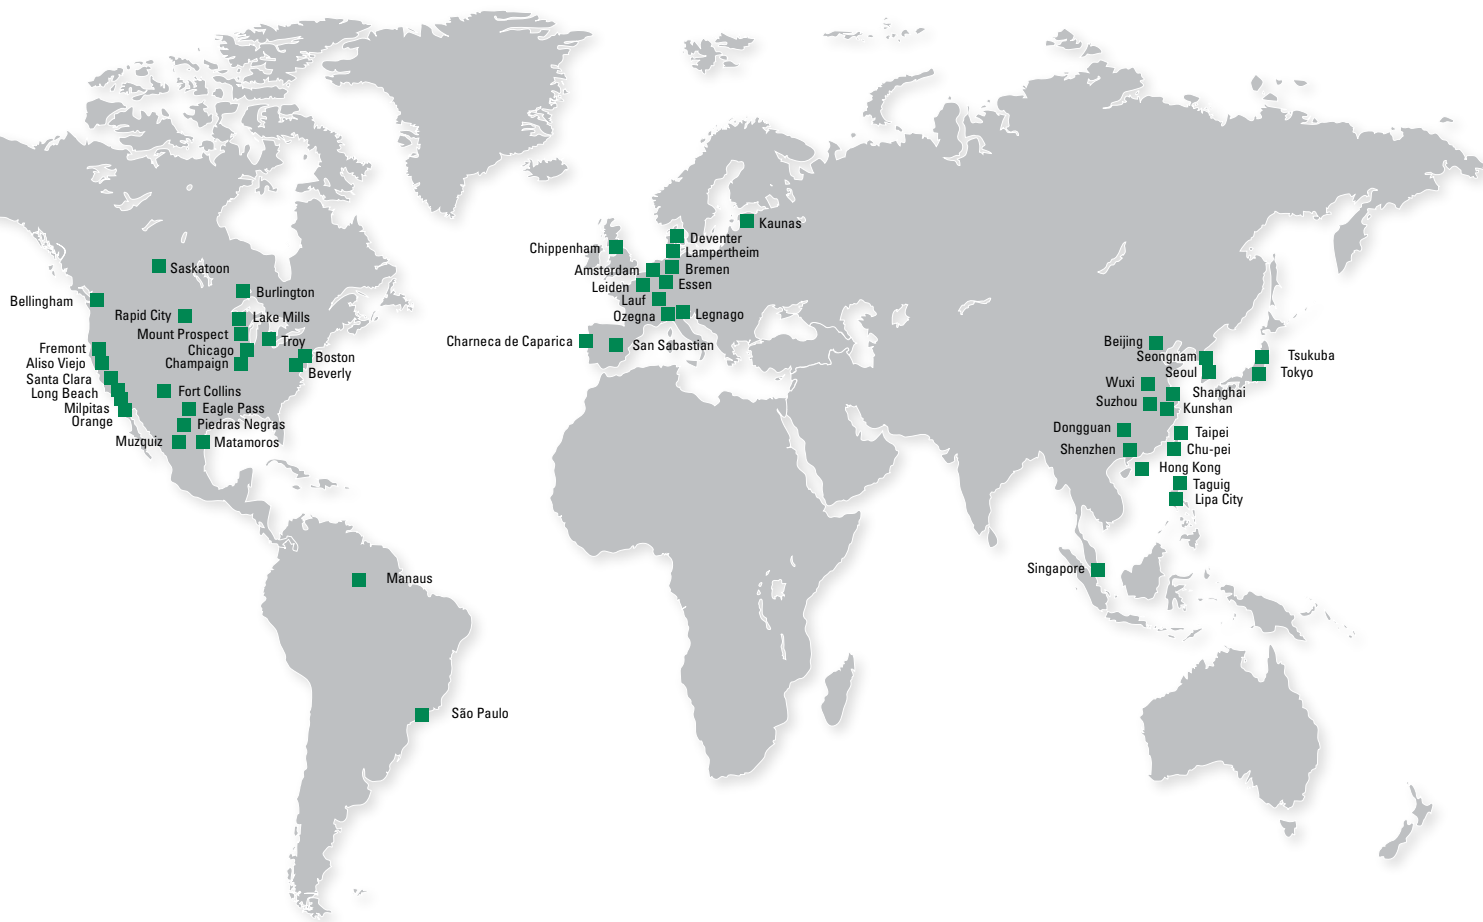 Kaunas
Deventer
Chippenham
Lampertheim
Saskatoon
Amsterdam
Bremen
Leiden
Essen
Burlington
Bellingham
Lauf
Rapid City
Lake Mills
Ozegna
Legnago
Mount Prospect
Troy
Charneca de Caparica
San Sabastian
Beijing
Fremont
Chicago
Boston
Seongnam
Tsukuba
Aliso Viejo
Champaign
Beverly
Seoul
Tokyo
Santa Clara
Wuxi
Long Beach
Fort Collins
Shanghai
Suzhou
Milpitas
Eagle Pass
Kunshan
Orange
Piedras Negras
Dongguan
Taipei
Muzquiz
Matamoros
Shenzhen
Chu-pei
Hong Kong
Taguig
Lipa City
Singapore
Manaus
São Paulo